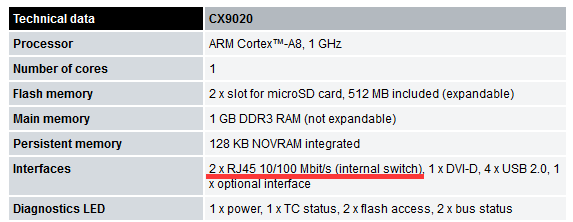 Technical data CX9020
Processor ARM Cortex™-A8, 1 GHz
Number of cores 1
Flash memory 2 x slot for microSD card, 512 MB included (expandable)
Main memory 1 GB DDR3 RAM (not expandable)
Persistent memory 128 KB NOVRAM integrated
Interfaces 2 x RJ45 10/100 Mbit/s (internal switch), 1 x DVI-D, 4 x USB 2.0, 1
x optional interface
Diagnostics LED 1 x power, 1 x TC status, 2 x flash access, 2 x bus status